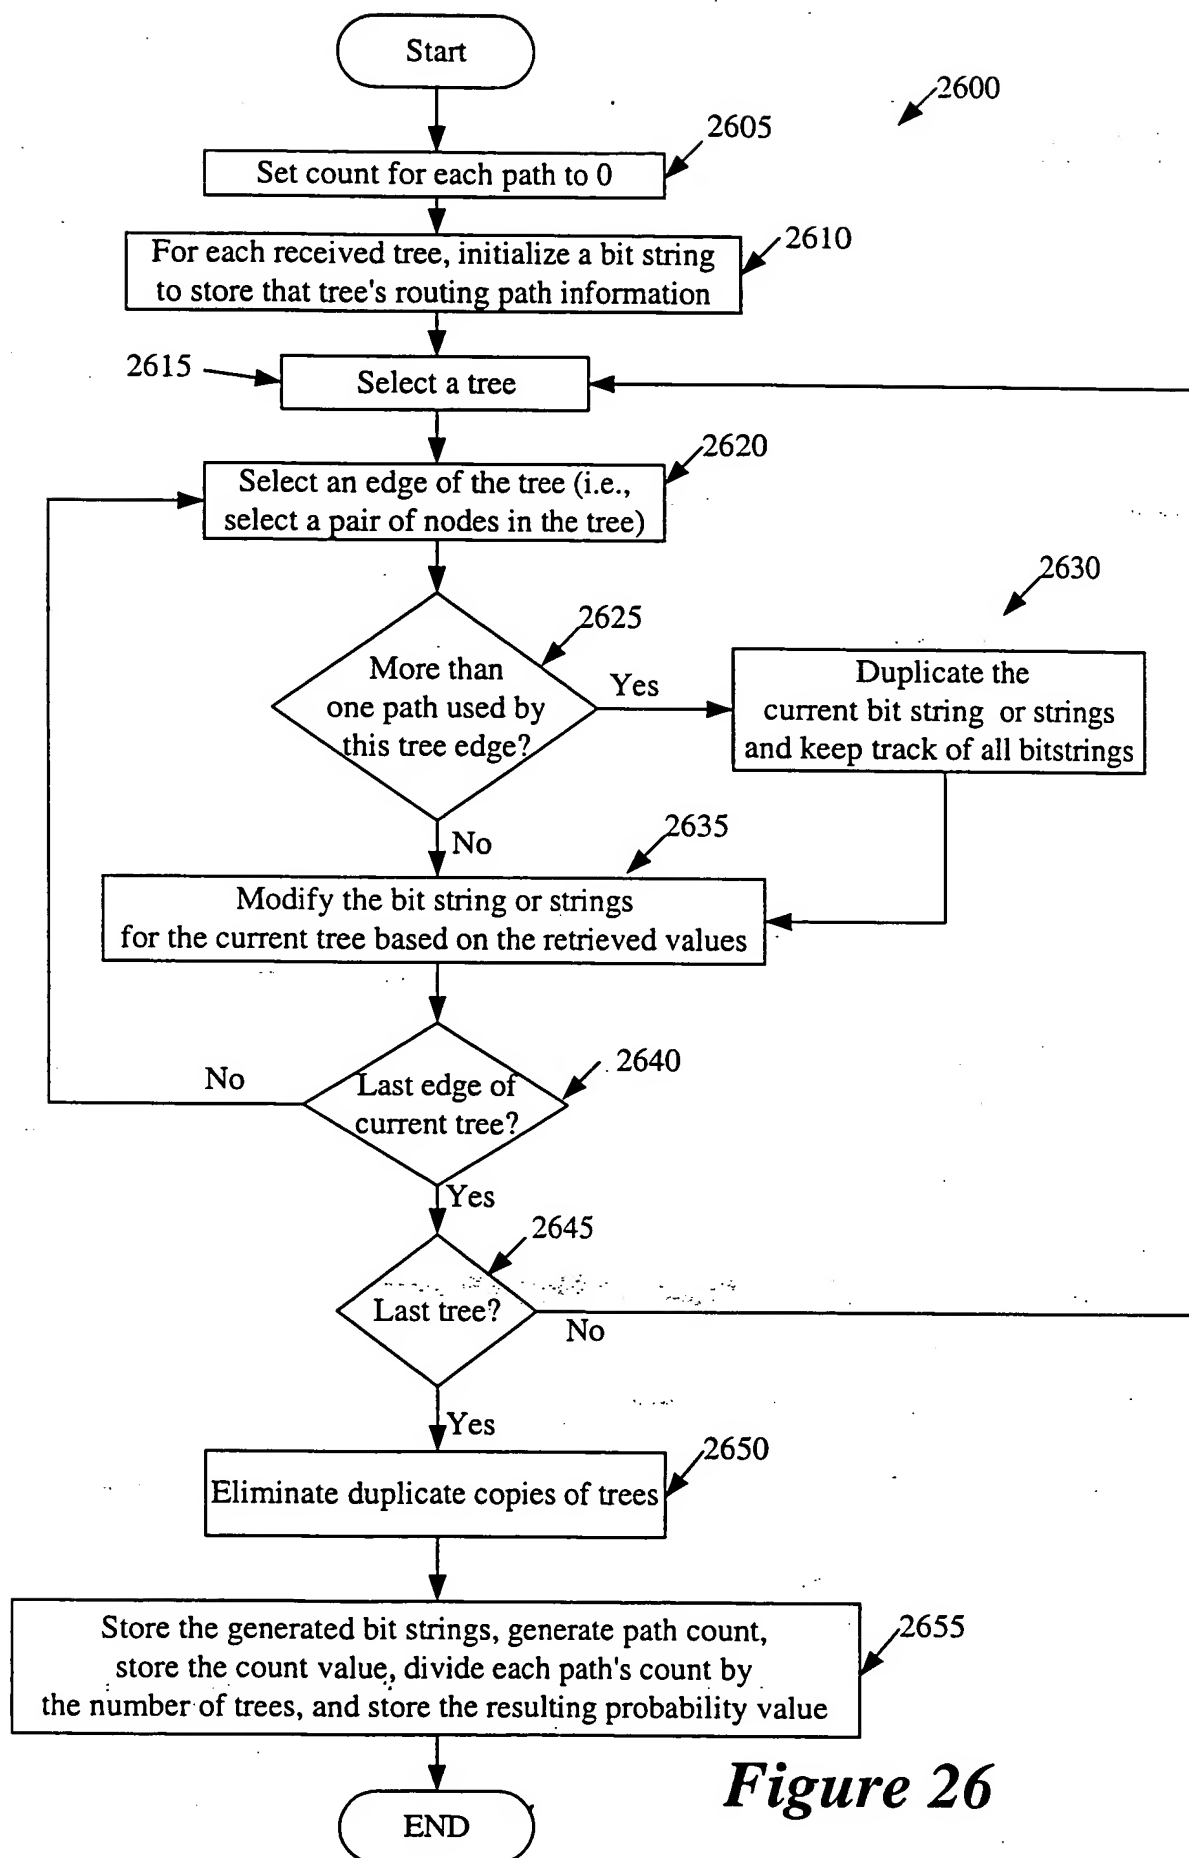 Start
2600
2605
Set count for each path to 0
2610
For each received tree, initialize a bit string
to store that tree's routing path information
2615
Select a tree
2620
Select an edge of the tree (i.e.,
select a pair of nodes in the tree)
2630
2625
More than
one path used by
this tree edge?
Yes
Duplicate the
current bit string or strings
and keep track of all bitstrings
No
2635
Modify the bit string or strings
for the current tree based on the retrieved values
2640
No
Last edge of
current tree?
Yes
2645
Last tree?
No
Yes
2650
Eliminate duplicate copies of trees
2655
Store the generated bit strings, generate path count,
store the count value, divide each path's count by
the number of trees, and store the resulting probability value
Figure 26
END